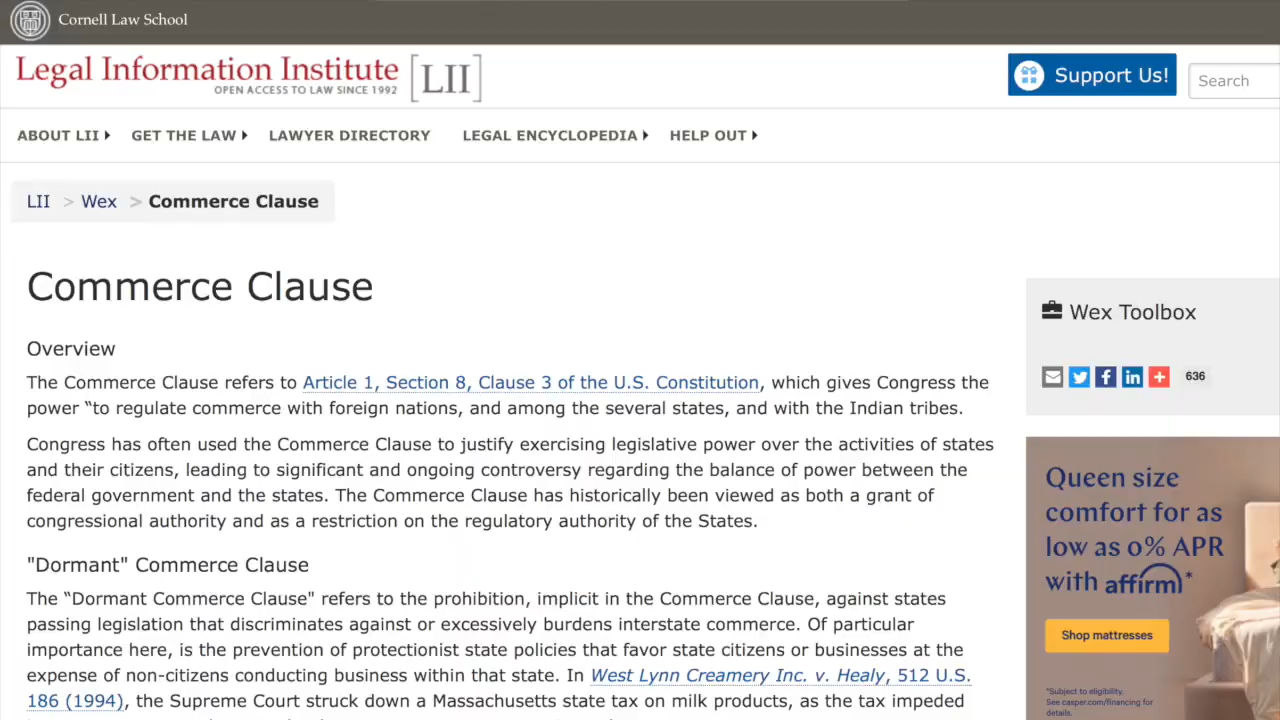 Cornell Law School
Legal Information Institute [LII]
OPEN ACCESS TO LAW SINCE 1992
Support Us!
Search
ABOUT LII GET THE LAW LAWYER DIRECTORY LEGAL ENCYCLOPEDIA HELP OUT
LII > Wex > Commerce Clause
Commerce Clause
Overview
The Commerce Clause refers to Article 1, Section 8, Clause 3 of the U.S. Constitution, which gives Congress the
power “to regulate commerce with foreign nations, and among the several states, and with the Indian tribes.
Congress has often used the Commerce Clause to justify exercising legislative power over the activities of states
and their citizens, leading to significant and ongoing controversy regarding the balance of power between the
federal government and the states. The Commerce Clause has historically been viewed as both a grant of
congressional authority and as a restriction on the regulatory authority of the States.
"Dormant" Commerce Clause
The “Dormant Commerce Clause" refers to the prohibition, implicit in the Commerce Clause, against states
passing legislation that discriminates against or excessively burdens interstate commerce. Of particular
importance here, is the prevention of protectionist state policies that favor state citizens or businesses at the
expense of non-citizens conducting business within that state. In West Lynn Creamery Inc. v. Healy, 512 U.S.
186 (1994), the Supreme Court struck down a Massachusetts state tax on milk products, as the tax impeded
Wex Toolbox
636
Queen size
comfort for as
low as 0% APR
with affirm*
Shop mattresses
*Subject to eligibility.
See casper.com/financing for
details.